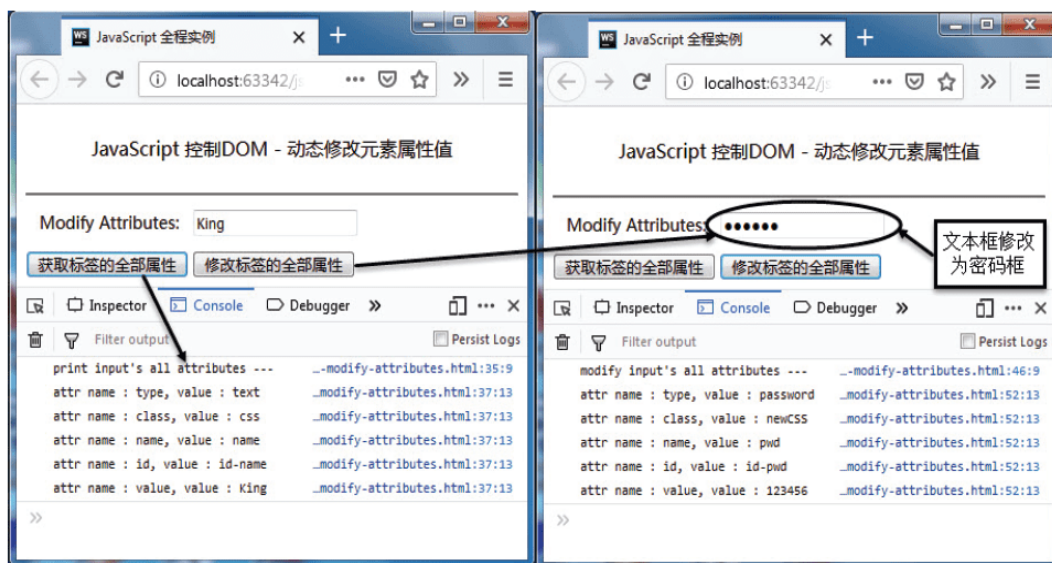 JavaScript 全程实例
localhost:63342/js
JavaScript 控制DOM - 动态修改元素属性值
Modify Attributes: King
获取标签的全部属性 修改标签的全部属性
Inspector Console Debugger
Filter output Persist Logs
print input's all attributes --- …-modify-attributes.html:35:9
attr name : type, value : text …modify-attributes.html:37:13
attr name : class, value : css …modify-attributes.html:37:13
attr name : name, value : name …modify-attributes.html:37:13
attr name : id, value : id-name …modify-attributes.html:37:13
attr name : value, value : King …modify-attributes.html:37:13
JavaScript 全程实例
localhost:63342/js
JavaScript 控制DOM - 动态修改元素属性值
Modify Attributes: ●●●●●●
文本框修改
为密码框
获取标签的全部属性 修改标签的全部属性
Inspector Console Debugger
Filter output Persist Logs
modify input's all attributes --- …-modify-attributes.html:46:9
attr name : type, value : password …modify-attributes.html:52:13
attr name : class, value : newCSS …modify-attributes.html:52:13
attr name : name, value : pwd …modify-attributes.html:52:13
attr name : id, value : id-pwd …modify-attributes.html:52:13
attr name : value, value : 123456 …modify-attributes.html:52:13